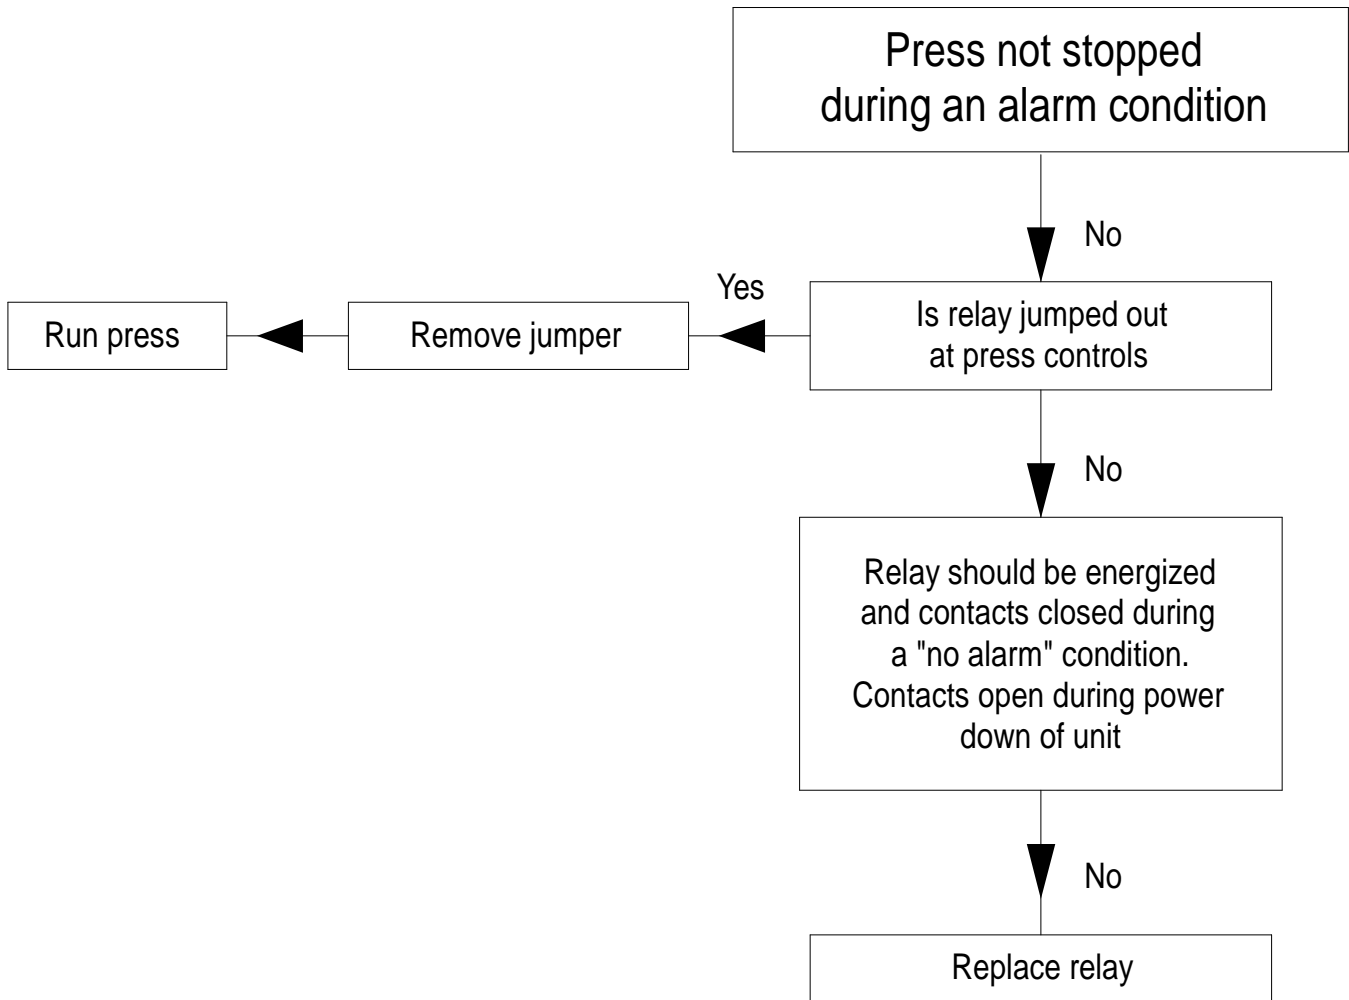 Press not stopped
during an alarm condition
No
Yes
Is relay jumped out
at press controls
Remove jumper
Run press
No
Relay should be energized
and contacts closed during
a "no alarm" condition.
Contacts open during power
down of unit
No
Replace relay